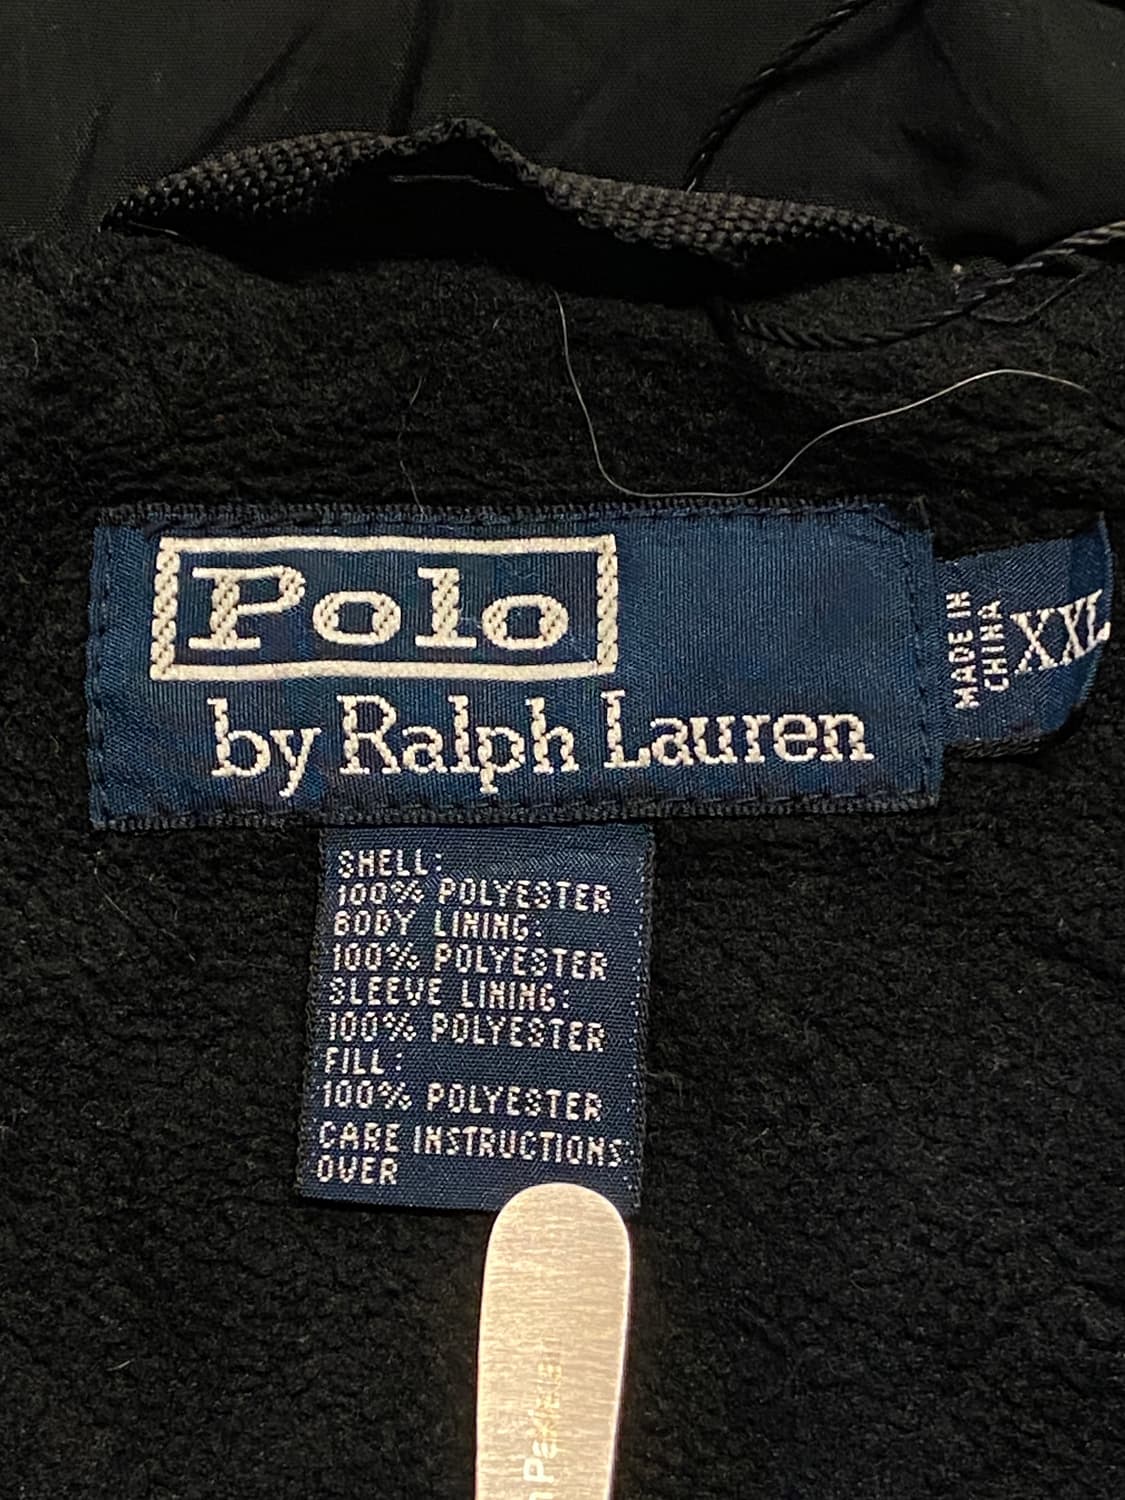 Polo
by Ralph Lauren
MADE IN
CHINA
XXL
SHELL:
100% POLYESTER
BODY LINING:
100% POLYESTER
SLEEVE LINING:
100% POLYESTER
FILL:
100% POLYESTER
CARE INSTRUCTIONS
OVER